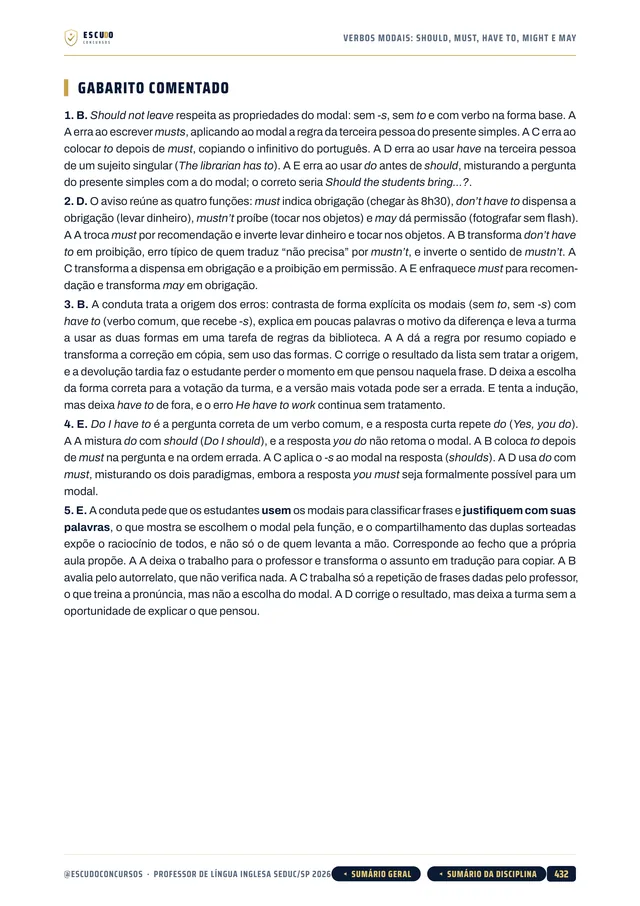 ESCUDO
CONCURSOS
VERBOS MODAIS: SHOULD, MUST, HAVE TO, MIGHT E MAY
GABARITO COMENTADO
1. B. Should not leave respeita as propriedades do modal: sem -s, sem to e com verbo na forma base. A
A erra ao escrever musts, aplicando ao modal a regra da terceira pessoa do presente simples. A C erra ao
colocar to depois de must, copiando o infinitivo do português. A D erra ao usar have na terceira pessoa
de um sujeito singular (The librarian has to). A E erra ao usar do antes de should, misturando a pergunta
do presente simples com a do modal; o correto seria Should the students bring...?.
2. D. O aviso reúne as quatro funções: must indica obrigação (chegar às 8h30), don't have to dispensa a
obrigação (levar dinheiro), mustn't proíbe (tocar nos objetos) e may dá permissão (fotografar sem flash).
A A troca must por recomendação e inverte levar dinheiro e tocar nos objetos. A B transforma don't have
to em proibição, erro típico de quem traduz “não precisa” por mustn't, e inverte o sentido de mustn't. A
C transforma a dispensa em obrigação e a proibição em permissão. A E enfraquece must para recomen-
dação e transforma may em obrigação.
3. B. A conduta trata a origem dos erros: contrasta de forma explícita os modais (sem to, sem -s) com
have to (verbo comum, que recebe -s), explica em poucas palavras o motivo da diferença e leva a turma
a usar as duas formas em uma tarefa de regras da biblioteca. A A dá a regra por resumo copiado e
transforma a correção em cópia, sem uso das formas. C corrige o resultado da lista sem tratar a origem,
e a devolução tardia faz o estudante perder o momento em que pensou naquela frase. D deixa a escolha
da forma correta para a votação da turma, e a versão mais votada pode ser a errada. E tenta a indução,
mas deixa have to de fora, e o erro He have to work continua sem tratamento.
4. E. Do I have to é a pergunta correta de um verbo comum, e a resposta curta repete do (Yes, you do).
A A mistura do com should (Do I should), e a resposta you do não retoma o modal. A B coloca to depois
de must na pergunta e na ordem errada. A C aplica o -s ao modal na resposta (shoulds). A D usa do com
must, misturando os dois paradigmas, embora a resposta you must seja formalmente possível para um
modal.
5. E. A conduta pede que os estudantes usem os modais para classificar frases e justifiquem com suas
palavras, o que mostra se escolhem o modal pela função, e o compartilhamento das duplas sorteadas
expõe o raciocínio de todos, e não só o de quem levanta a mão. Corresponde ao fecho que a própria
aula propõe. A A deixa o trabalho para o professor e transforma o assunto em tradução para copiar. A B
avalia pelo autorrelato, que não verifica nada. A C trabalha só a repetição de frases dadas pelo professor,
o que treina a pronúncia, mas não a escolha do modal. A D corrige o resultado, mas deixa a turma sem a
oportunidade de explicar o que pensou.
@ESCUDOCONCURSOS - PROFESSOR DE LÍNGUA INGLESA SEDUC/SP 2026
SUMÁRIO GERAL
SUMÁRIO DA DISCIPLINA
432